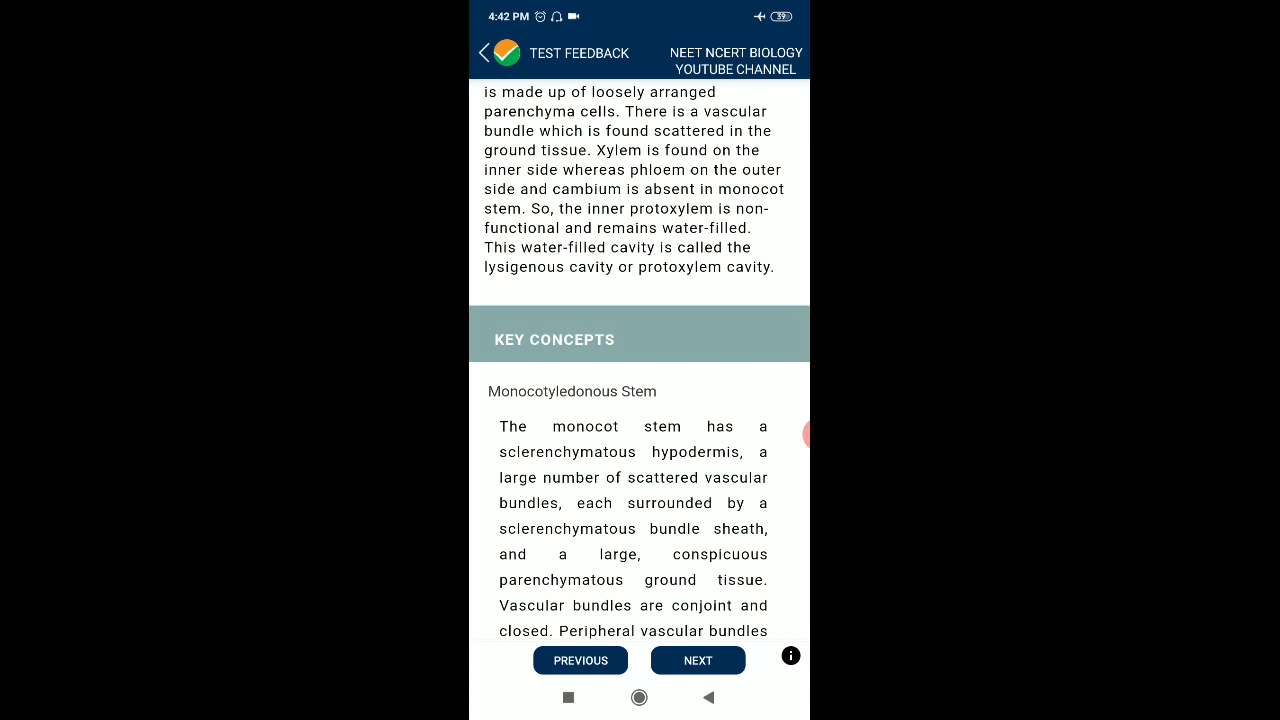 4:42 PM
39
TEST FEEDBACK
NEET NCERT BIOLOGY
YOUTUBE CHANNEL
is made up of loosely arranged
parenchyma cells. There is a vascular
bundle which is found scattered in the
ground tissue. Xylem is found on the
inner side whereas phloem on the outer
side and cambium is absent in monocot
stem. So, the inner protoxylem is non-
functional and remains water-filled.
This water-filled cavity is called the
lysigenous cavity or protoxylem cavity.
KEY CONCEPTS
Monocotyledonous Stem
The monocot stem has a
sclerenchymatous hypodermis, a
large number of scattered vascular
bundles, each surrounded by a
sclerenchymatous bundle sheath,
and a large, conspicuous
parenchymatous ground tissue.
Vascular bundles are conjoint and
closed. Peripheral vascular bundles
PREVIOUS
NEXT